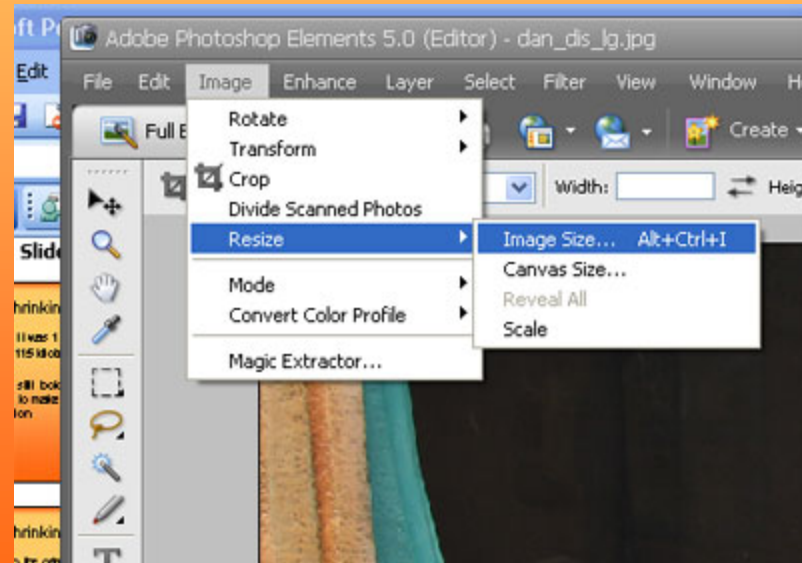 Adobe Photoshop Elements 5.0 (Editor) - dan_dis_lg.jpg
Edit
File Edit Image Enhance Layer Select Filter View Window
Full
Create
Rotate
Transform
Crop
Divide Scanned Photos
Resize
Mode
Convert Color Profile
Magic Extractor...
Width:
Image Size... Alt+Ctrl+I
Canvas Size...
Reveal All
Scale